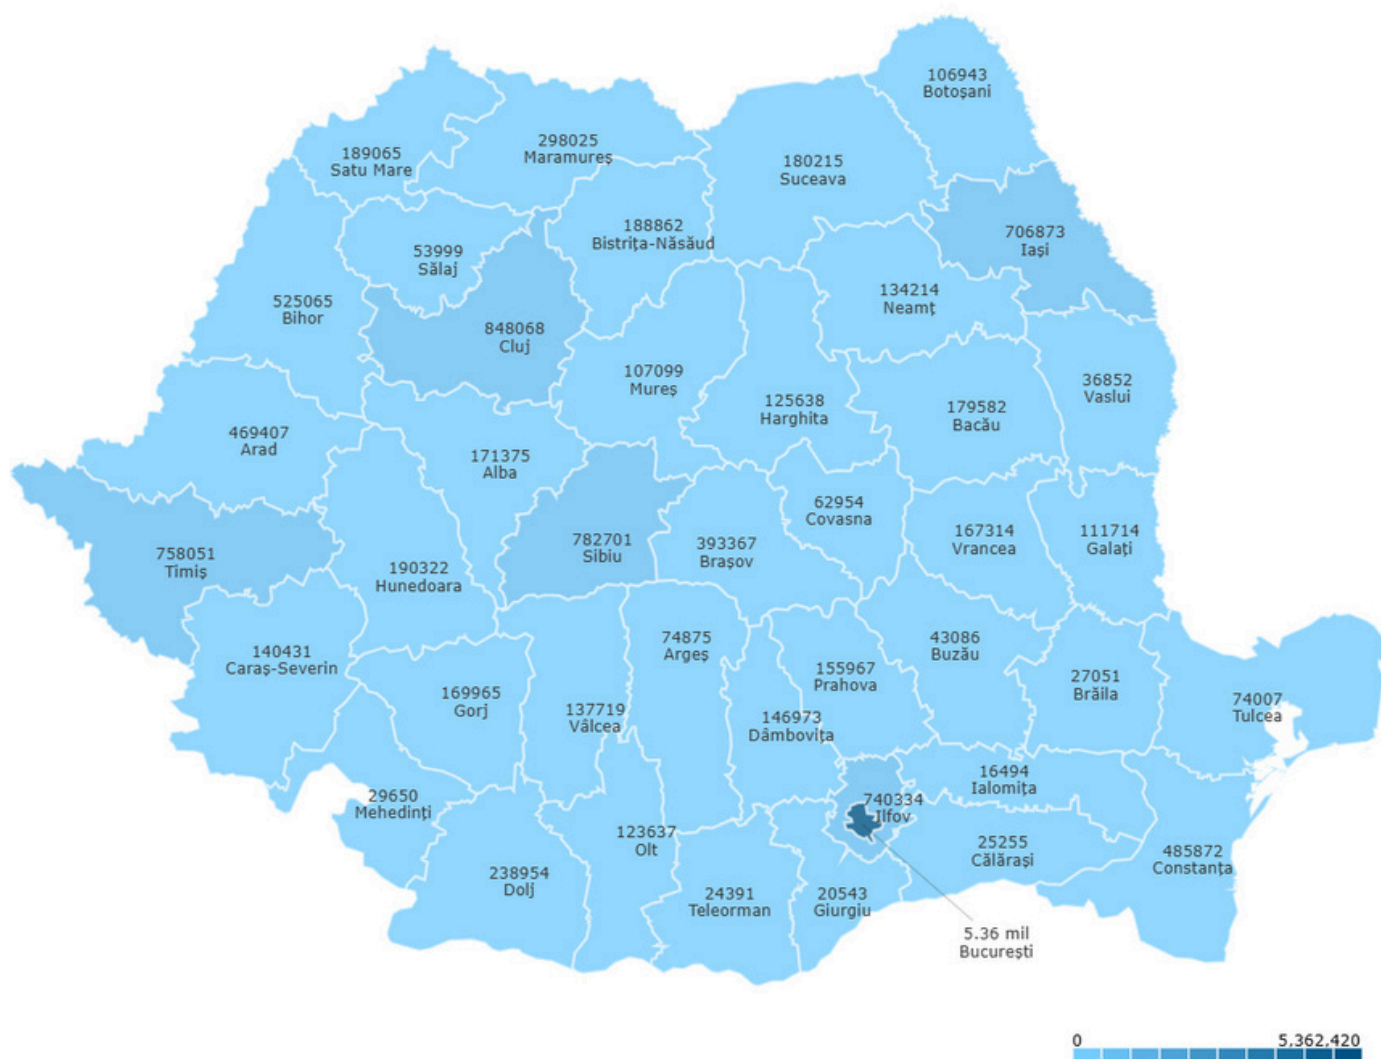 106943
Botoșani
298025
Maramureș
189065
Satu Mare
180215
Suceava
188862
Bistrița-Năsăud
706873
Iași
53999
Sălaj
134214
Neamț
525065
Bihor
848068
Cluj
107099
Mureș
125638
Harghita
179582
Bacău
36852
Vaslui
469407
Arad
171375
Alba
62954
Covasna
758051
Timiș
190322
Hunedoara
782701
Sibiu
393367
Brașov
167314
Vrancea
111714
Galați
140431
Caraș-Severin
169965
Gorj
137719
Vâlcea
74875
Argeș
146973
Dâmbovița
155967
Prahova
43086
Buzău
27051
Brăila
74007
Tulcea
29650
Mehedinți
16494
Ialomița
740334
Ilfov
238954
Dolj
123637
Olt
24391
Teleorman
20543
Giurgiu
25255
Călărași
485872
Constanța
5.36 mil
București
0 5,362,420